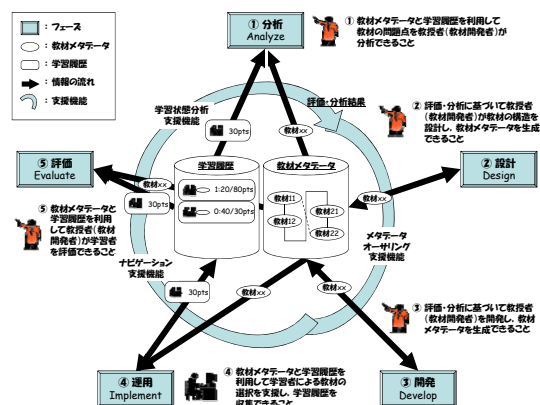 ：フェーズ
：教材メタデータ
：学習履歴
：情報の流れ
：支援機能
① 分析
Analyze
① 教材メタデータと学習履歴を利用して
教材の問題点を教授者（教材開発者）が
分析できること
学習状態分析
支援機能
評価・分析結果
30pts
教材xx
② 評価・分析に基づいて教授者
（教材開発者）が教材の構造を
設計し、教材メタデータを生成
できること
⑤ 評価
Evaluate
教材xx
30pts
学習履歴
1:20/80pts
0:40/30pts
教材メタデータ
教材11
教材12
教材21
教材22
教材xx
② 設計
Design
⑤ 教材メタデータと
学習履歴を利用
して教授者（教材
開発者）が学習者
を評価できること
ナビゲーション
支援機能
メタデータ
オーサリング
支援機能
30pts
教材xx
教材xx
③ 評価・分析に基づいて教授者
（教材開発者）を開発し、教材
メタデータを生成できること
④ 運用
Implement
④ 教材メタデータと学習履歴を
利用して学習者による教材の
選択を支援し、学習履歴を
収集できること
③ 開発
Develop